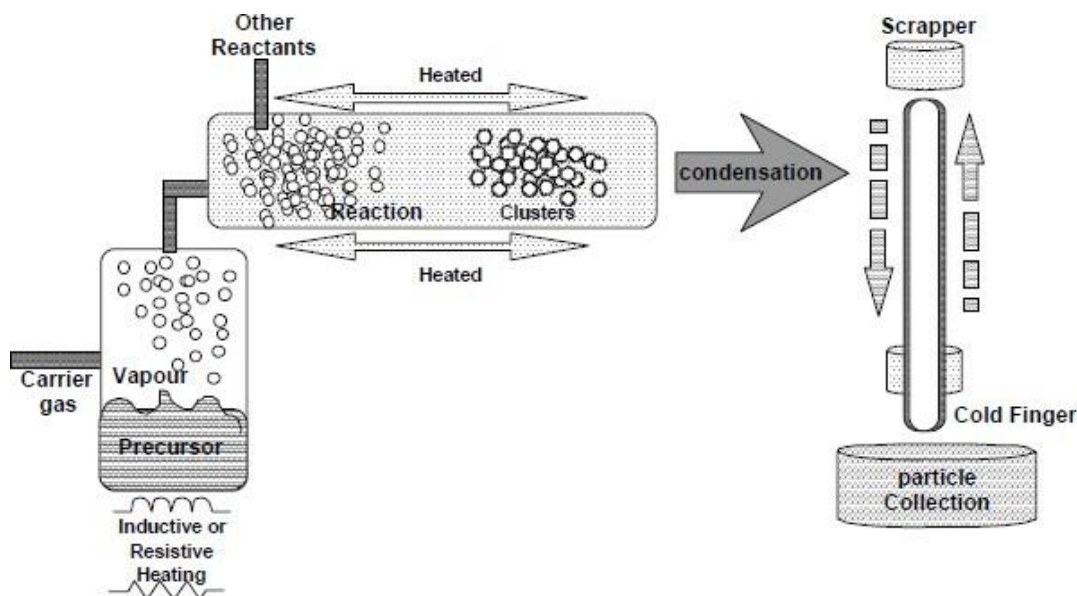 Other
Reactants
Heated
Reaction
Clusters
Heated
condensation
Scrapper
Carrier
gas
Vapour
Precursor
Inductive or
Resistive
Heating
Cold Finger
particle
Collection